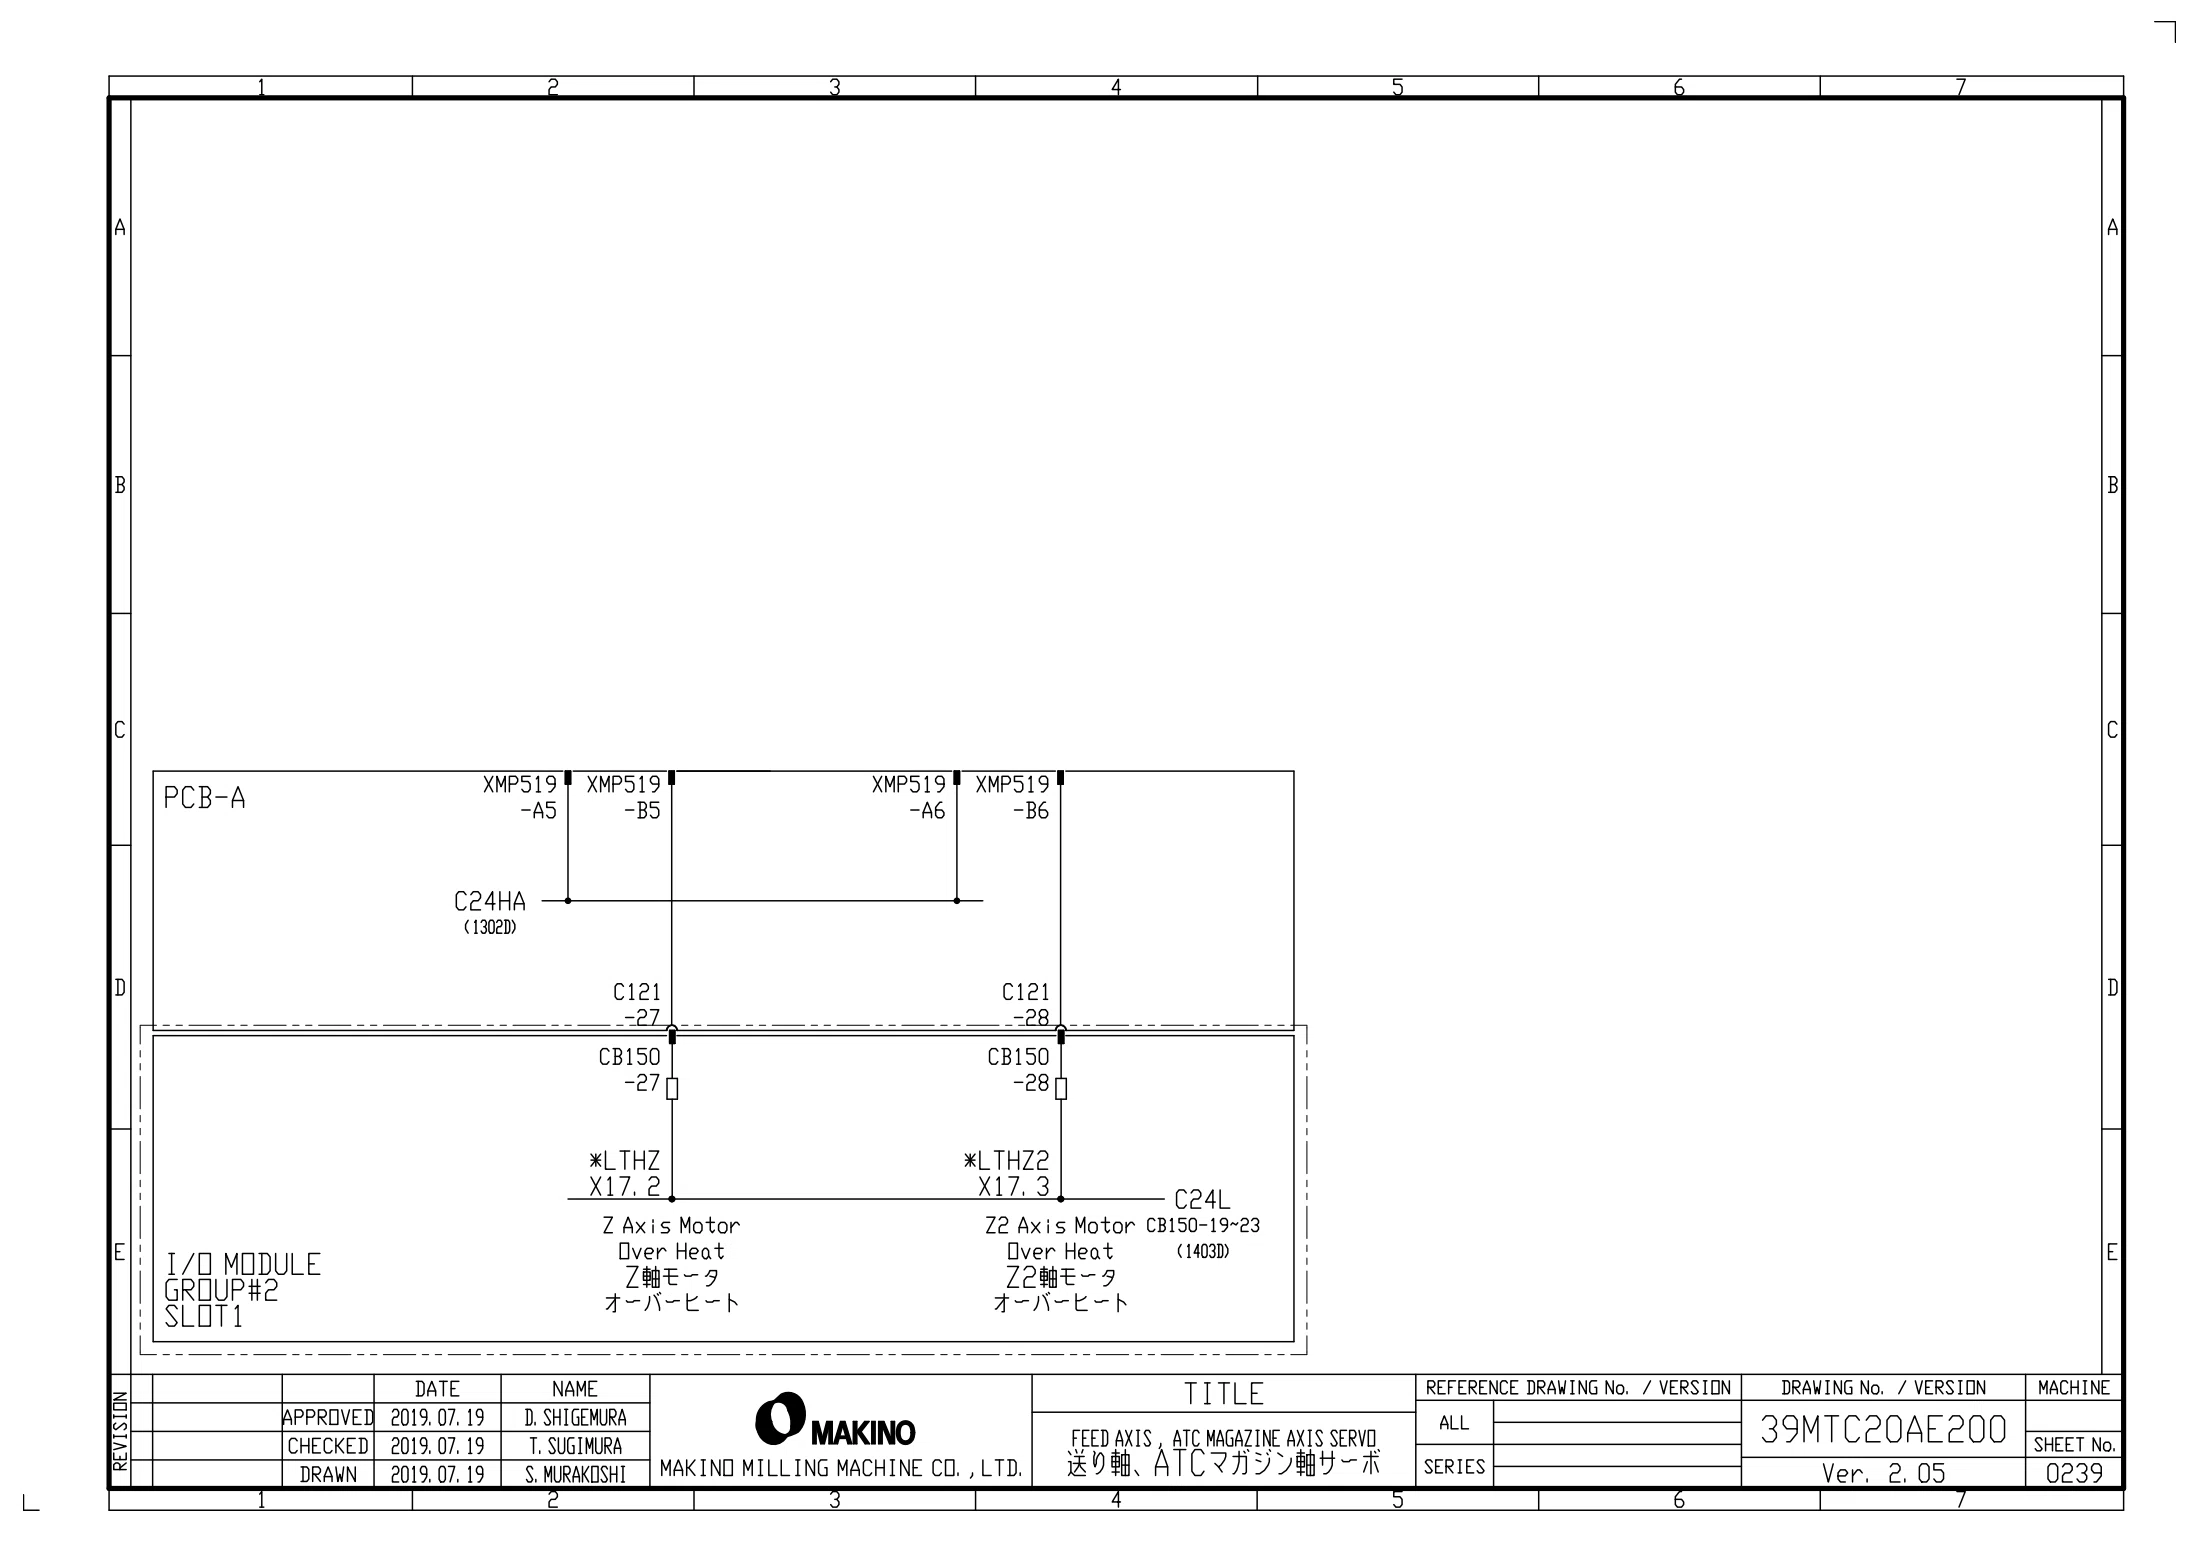 1 2 3 4 5 6 7
A A
B B
C C
D D
E E
PCB-A
XMP519 XMP519 XMP519 XMP519
-A5 -B5 -A6 -B6
C24HA
(1302D)
C121 C121
-27 -28
CB150 CB150
-27 -28
*LTHZ *LTHZ2
X17.2 X17.3
C24L
Z Axis Motor Z2 Axis Motor CB150-19~23
Over Heat Over Heat (1403D)
Z軸モータ Z2軸モータ
オーバーヒート オーバーヒート
I/O MODULE
GROUP#2
SLOT1
REVISION
DATE NAME
APPROVED 2019.07.19 D. SHIGEMURA
CHECKED 2019.07.19 T. SUGIMURA
DRAWN 2019.07.19 S. MURAKOSHI
MAKINO
MAKINO MILLING MACHINE CO.,LTD.
TITLE
FEED AXIS , ATC MAGAZINE AXIS SERVO
送り軸、ATCマガジン軸サーボ
REFERENCE DRAWING No. / VERSION
ALL
SERIES
DRAWING No. / VERSION
39MTC20AE200
Ver. 2.05
MACHINE
SHEET No.
0239
1 2 3 4 5 6 7